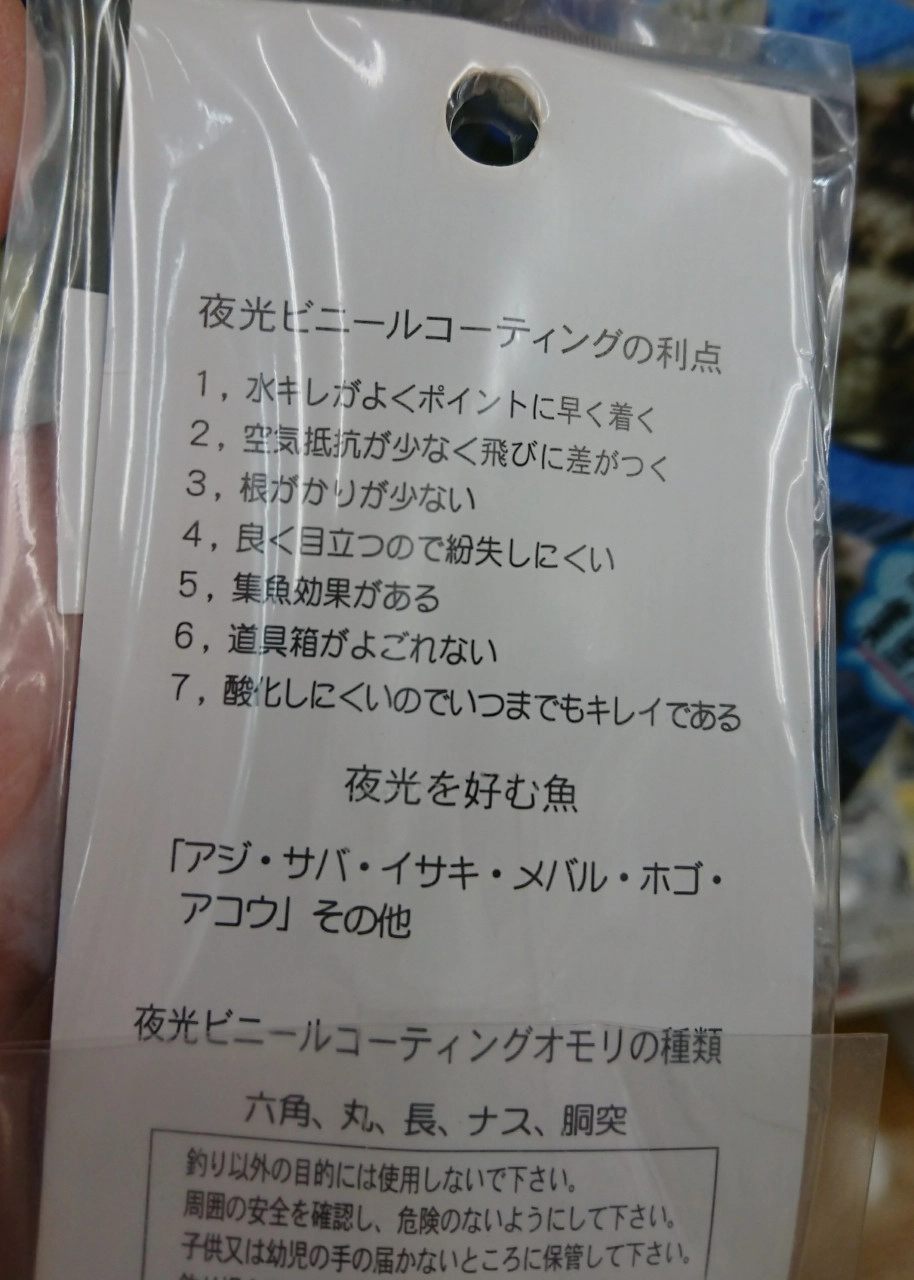 夜光ビニールコーティングの利点
1，水キレがよくポイントに早く着く
2，空気抵抗が少なく飛びに差がつく
3，根がかりが少ない
4，良く目立つので紛失しにくい
5，集魚効果がある
6，道具箱がよごれない
7，酸化しにくいのでいつまでもキレイである
夜光を好む魚
「アジ・サバ・イサキ・メバル・ホゴ・
アコウ」その他
夜光ビニールコーティングオモリの種類
六角、丸、長、ナス、胴突
釣り以外の目的には使用しないで下さい。
周囲の安全を確認し、危険のないようにして下さい。
子供又は幼児の手の届かないところに保管して下さい。